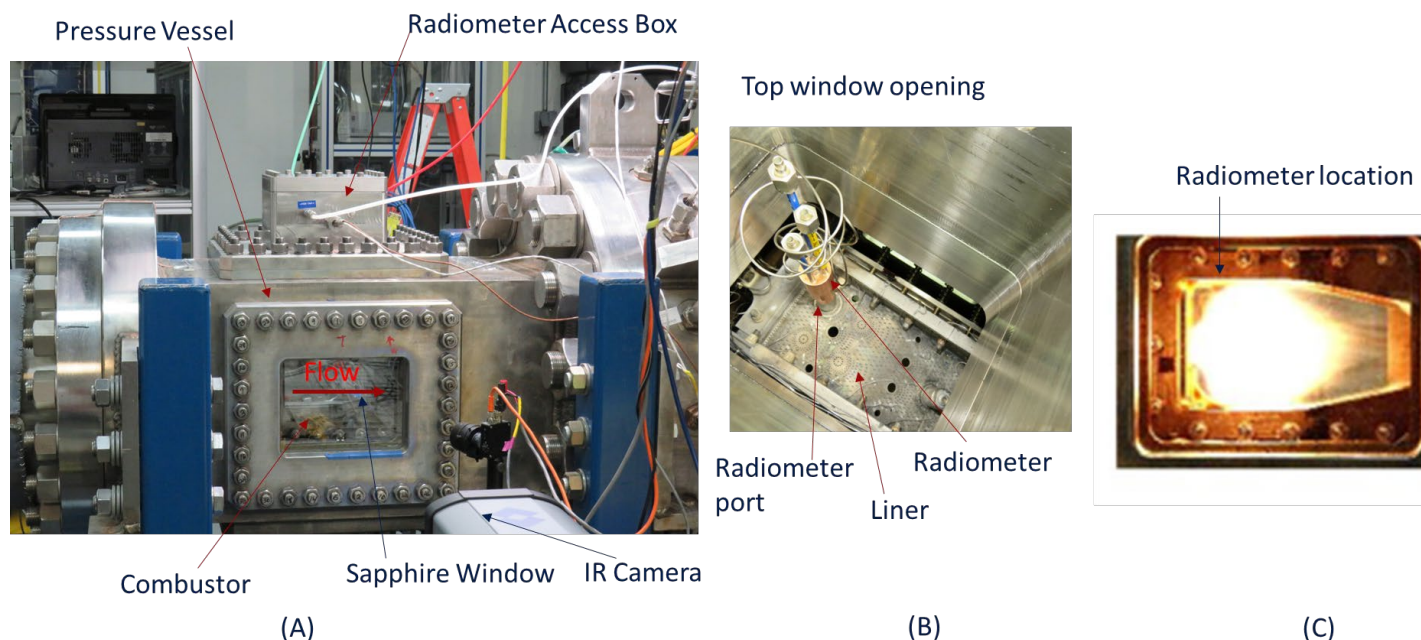 Pressure Vessel
Radiometer Access Box
Flow
Combustor
Sapphire Window
IR Camera
(A)
Top window opening
Radiometer
port
Liner
Radiometer
(B)
Radiometer location
(C)